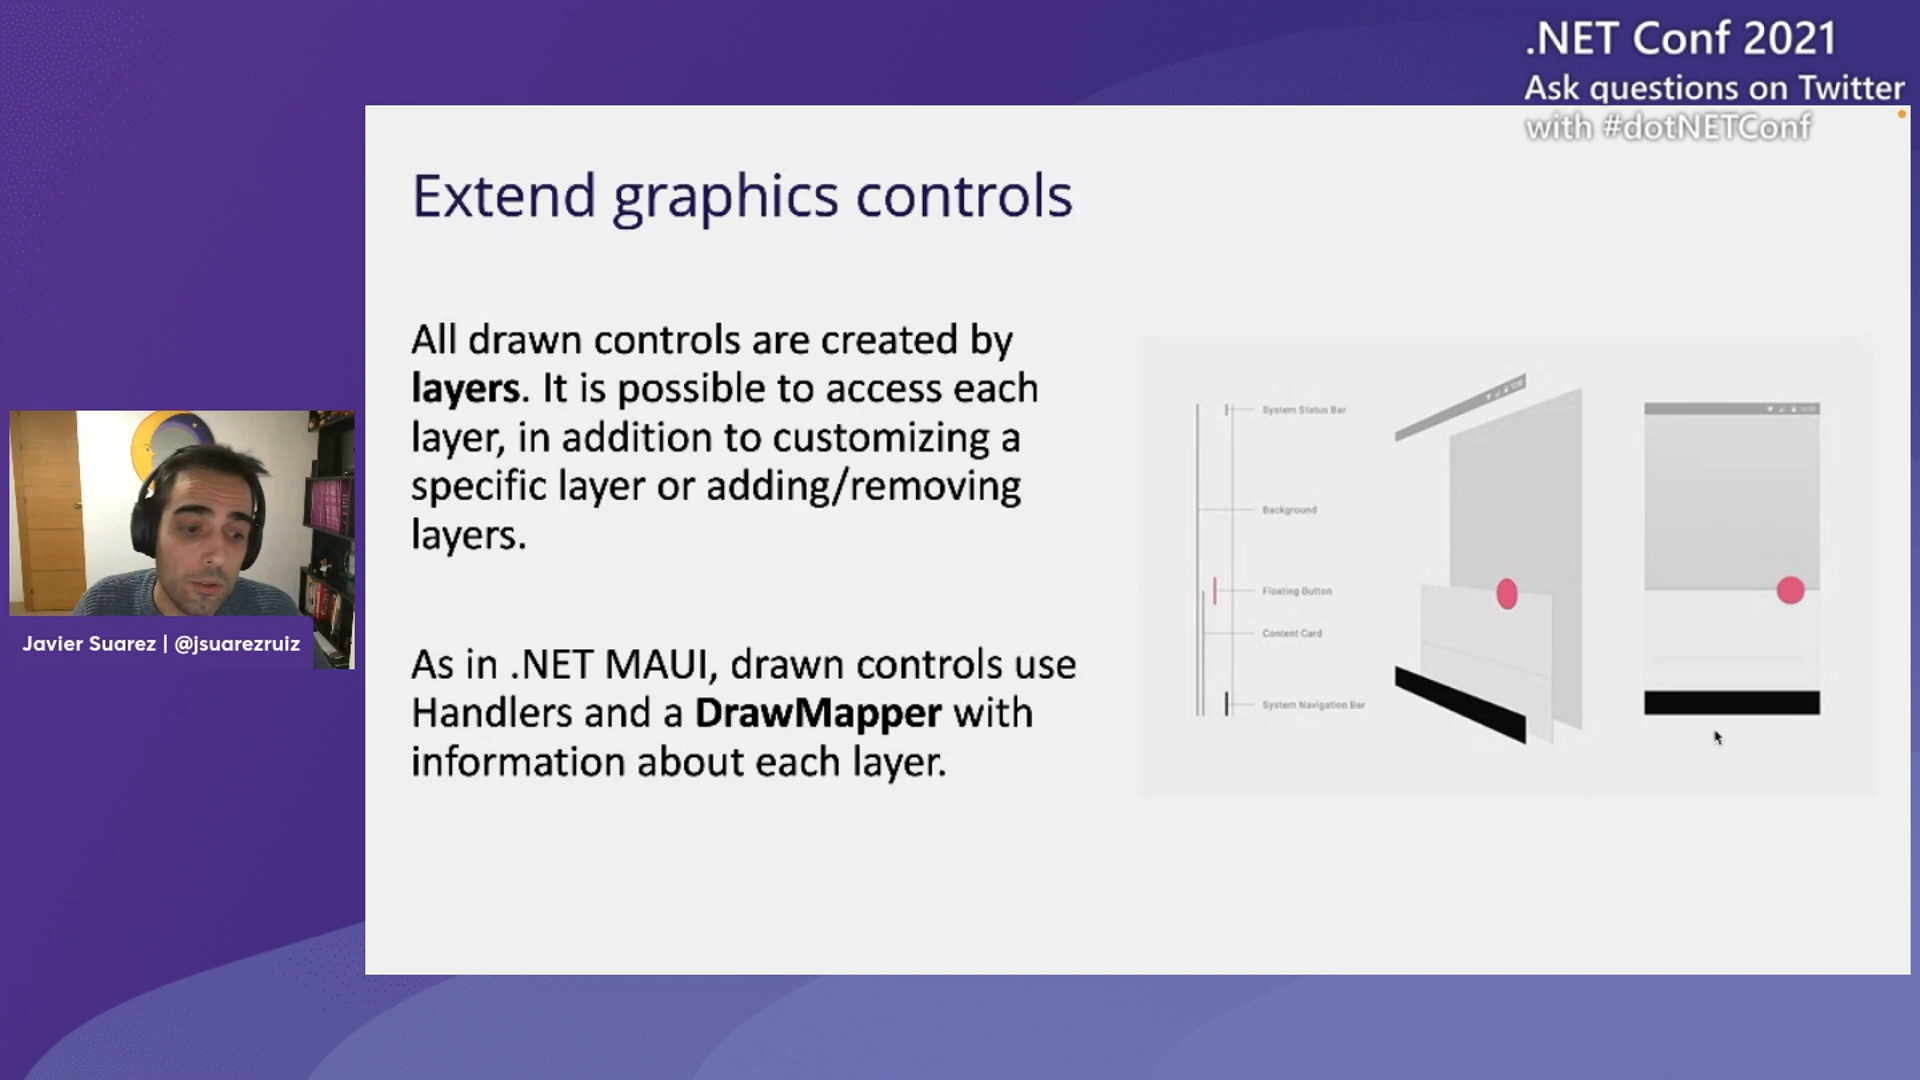 .NET Conf 2021
Ask questions on Twitter
with #dotNETConf
Extend graphics controls
All drawn controls are created by
layers. It is possible to access each
layer, in addition to customizing a
specific layer or adding/removing
layers.
As in .NET MAUI, drawn controls use
Handlers and a DrawMapper with
information about each layer.
System Status Bar
Background
Floating Button
Content Card
System Navigation Bar
Javier Suarez | @jsuarezruiz